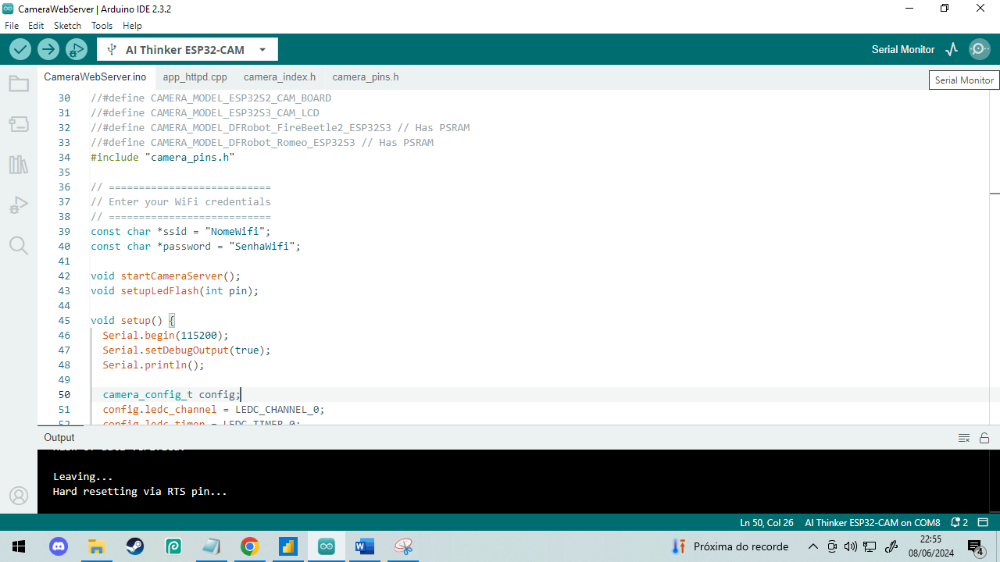 CameraWebServer | Arduino IDE 2.3.2
File Edit Sketch Tools Help
AI Thinker ESP32-CAM
Serial Monitor
CameraWebServer.ino app_httpd.cpp camera_index.h camera_pins.h
Serial Monitor
30 //#define CAMERA_MODEL_ESP32S2_CAM_BOARD
31 //#define CAMERA_MODEL_ESP32S3_CAM_LCD
32 //#define CAMERA_MODEL_DFRobot_FireBeetle2_ESP32S3 // Has PSRAM
33 //#define CAMERA_MODEL_DFRobot_Romeo_ESP32S3 // Has PSRAM
34 #include "camera_pins.h"
35
36 // ===========================
37 // Enter your WiFi credentials
38 // ===========================
39 const char *ssid = "NomeWifi";
40 const char *password = "SenhaWifi";
41
42 void startCameraServer();
43 void setupLedFlash(int pin);
44
45 void setup() {
46 Serial.begin(115200);
47 Serial.setDebugOutput(true);
48 Serial.println();
49
50 camera_config_t config;
51 config.ledc_channel = LEDC_CHANNEL_0;
52 config.ledc_timer = LEDC_TIMER_0;
Output
Leaving...
Hard resetting via RTS pin...
Ln 50, Col 26 AI Thinker ESP32-CAM on COM8 2
Próxima do recorde
22:55
08/06/2024
4